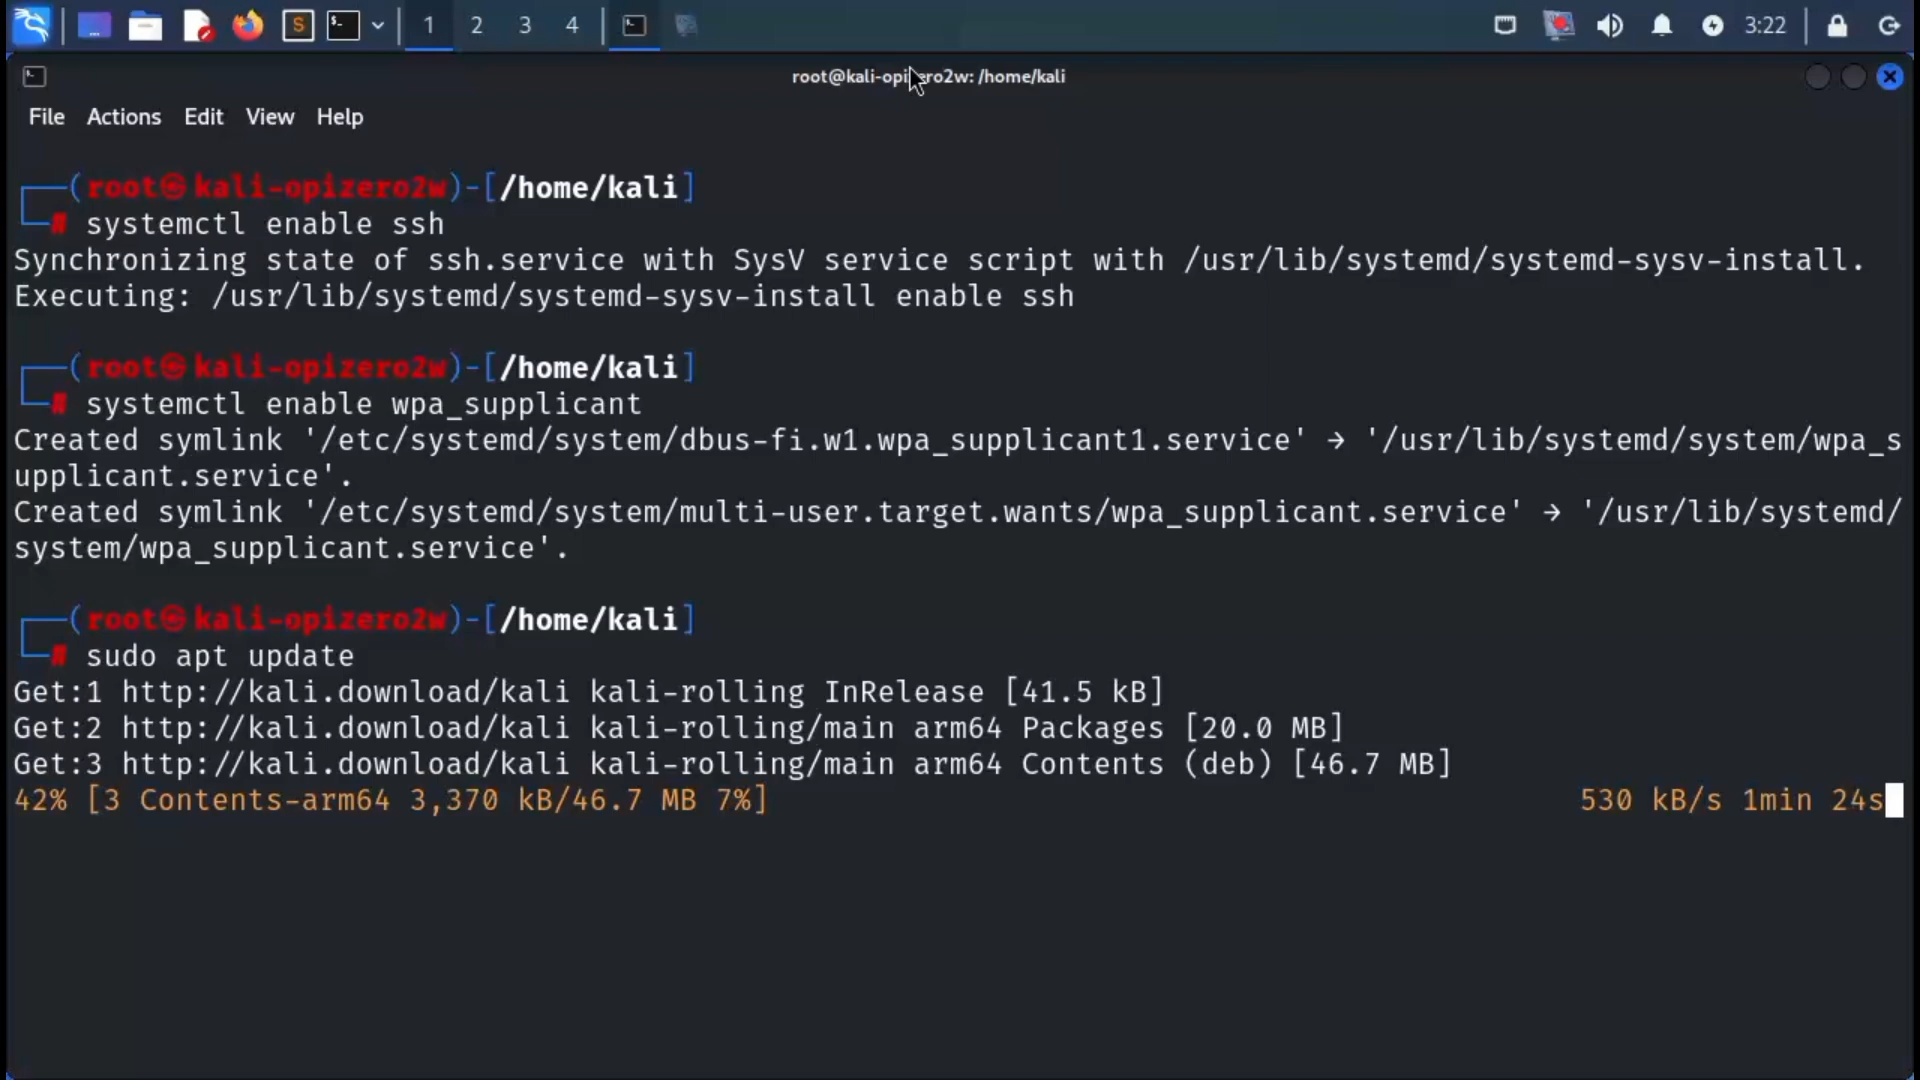 1 2 3 4 3:22
root@kali-opizero2w: /home/kali
File Actions Edit View Help
┌──(root㉿kali-opizero2w)-[/home/kali]
└─# systemctl enable ssh
Synchronizing state of ssh.service with SysV service script with /usr/lib/systemd/systemd-sysv-install.
Executing: /usr/lib/systemd/systemd-sysv-install enable ssh
┌──(root㉿kali-opizero2w)-[/home/kali]
└─# systemctl enable wpa_supplicant
Created symlink '/etc/systemd/system/dbus-fi.w1.wpa_supplicant1.service' → '/usr/lib/systemd/system/wpa_s
upplicant.service'.
Created symlink '/etc/systemd/system/multi-user.target.wants/wpa_supplicant.service' → '/usr/lib/systemd/
system/wpa_supplicant.service'.
┌──(root㉿kali-opizero2w)-[/home/kali]
└─# sudo apt update
Get:1 http://kali.download/kali kali-rolling InRelease [41.5 kB]
Get:2 http://kali.download/kali kali-rolling/main arm64 Packages [20.0 MB]
Get:3 http://kali.download/kali kali-rolling/main arm64 Contents (deb) [46.7 MB]
42% [3 Contents-arm64 3,370 kB/46.7 MB 7%] 530 kB/s 1min 24s